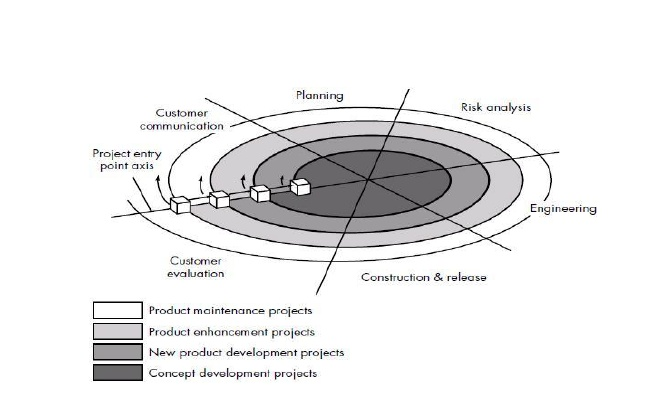 Planning
Risk analysis
Customer
communication
Project entry
point axis
Engineering
Customer
evaluation
Construction & release
Product maintenance projects
Product enhancement projects
New product development projects
Concept development projects